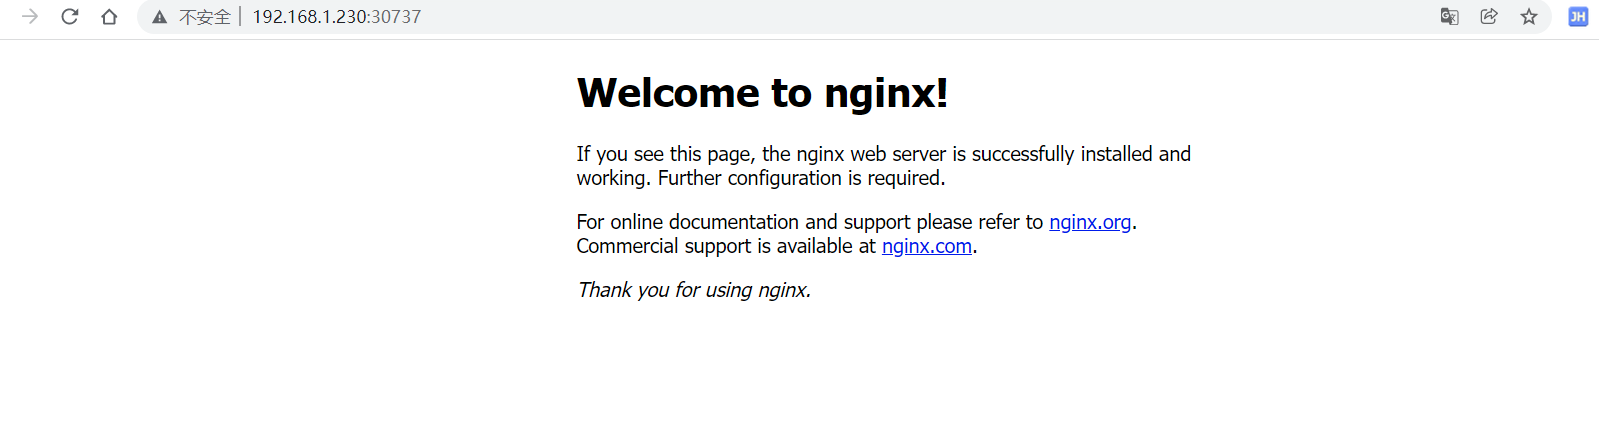 不安全 | 192.168.1.230:30737
JH
Welcome to nginx!
If you see this page, the nginx web server is successfully installed and
working. Further configuration is required.
For online documentation and support please refer to nginx.org.
Commercial support is available at nginx.com.
Thank you for using nginx.